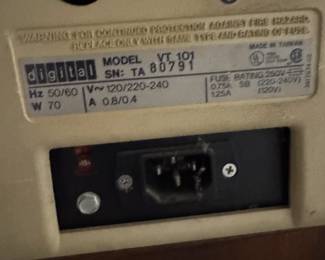 WARNING - FOR CONTINUED PROTECTION AGAINST FIRE HAZARD,
REPLACE ONLY WITH SAME TYPE AND RATING OF FUSE.
digital
MODEL VT 101
SN: TA 80791
MADE IN TAIWAN
Hz 50/60 V~ 120/220-240
W 70 A 0.8/0.4
FUSE RATING 250V
0.75A SB (220-240V)
1.25A (120V)